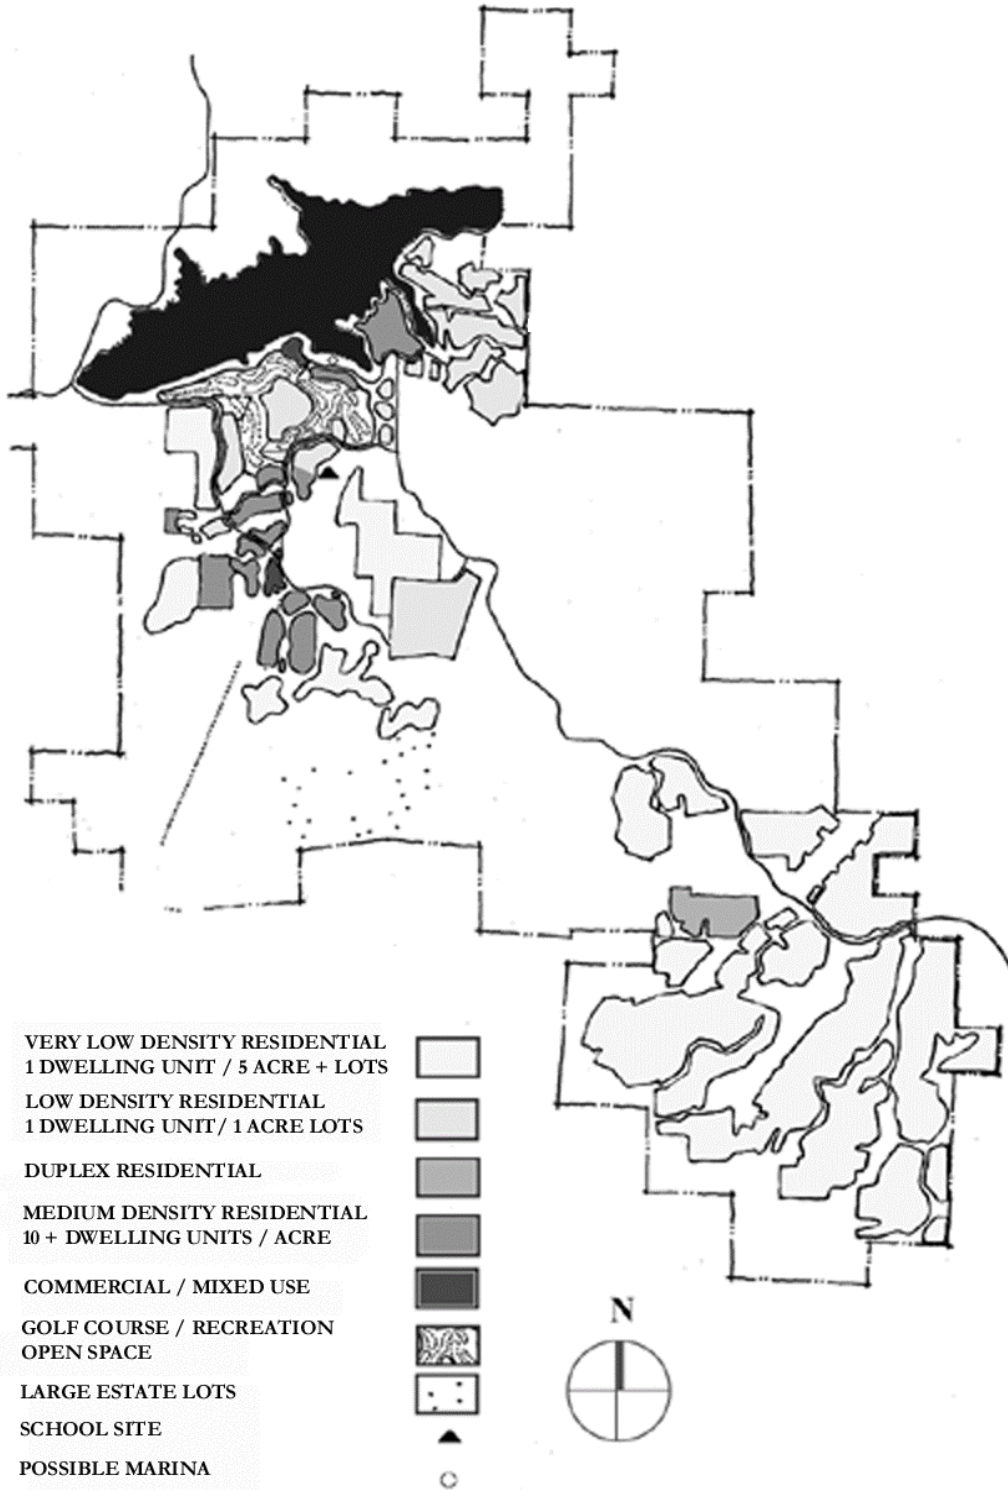 VERY LOW DENSITY RESIDENTIAL
1 DWELLING UNIT / 5 ACRE + LOTS
LOW DENSITY RESIDENTIAL
1 DWELLING UNIT/ 1 ACRE LOTS
DUPLEX RESIDENTIAL
MEDIUM DENSITY RESIDENTIAL
10 + DWELLING UNITS / ACRE
COMMERCIAL / MIXED USE
GOLF COURSE / RECREATION
OPEN SPACE
LARGE ESTATE LOTS
SCHOOL SITE
POSSIBLE MARINA
N